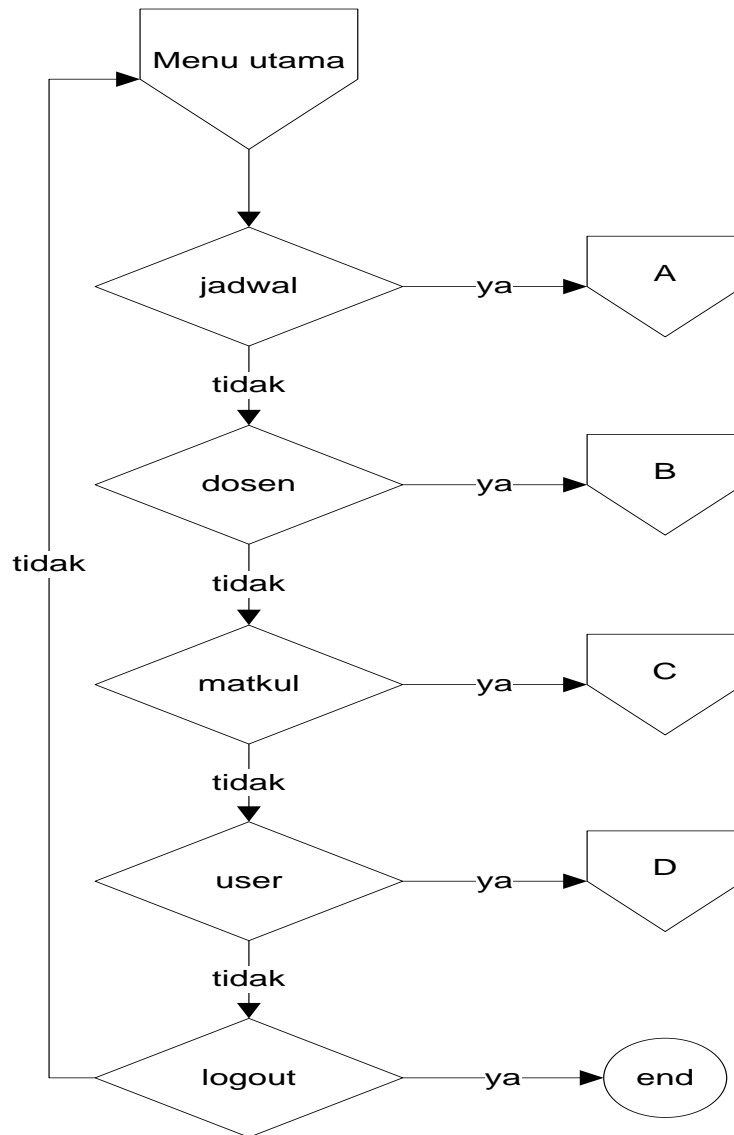 Menu utama
jadwal
ya
A
tidak
dosen
ya
B
tidak
tidak
matkul
ya
C
tidak
user
ya
D
tidak
logout
ya
end